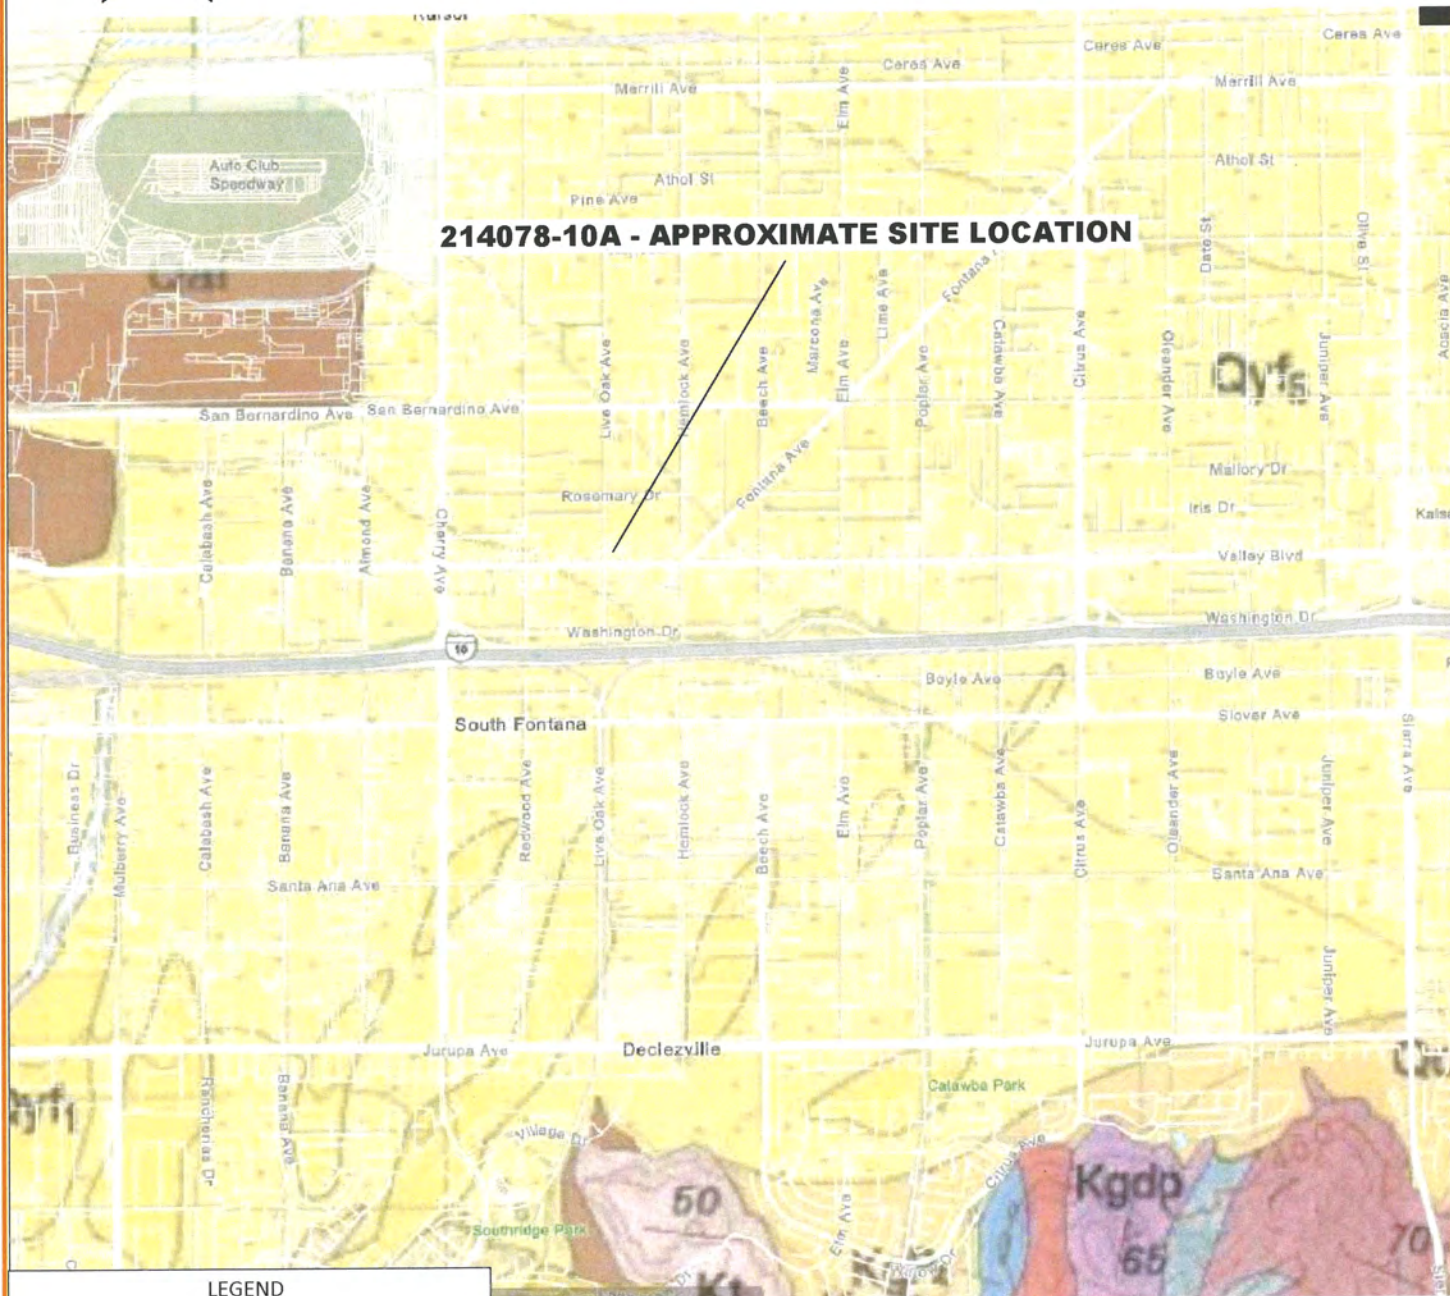 Ceres Ave
Ceres Ave
Ceres Ave
Merrill Ave
Elm Ave
Merrill Ave
Auto Club
Speedway
Athol St
Athol St
Pine Ave
214078-10A - APPROXIMATE SITE LOCATION
Date St
Olive St
Fontana
Marcona Ave
Lime Ave
Acacia Ave
Live Oak Ave
Hemlock Ave
Beech Ave
Elm Ave
Poplar Ave
Catawba Ave
Citrus Ave
Oleander Ave
Qyf5
Juniper Ave
San Bernardino Ave
San Bernardino Ave
Fontana Ave
Mallory Dr
Rosemary Dr
Iris Dr
Calabash Ave
Banana Ave
Almond Ave
Cherry Ave
Valley Blvd
Washington Dr
Washington Dr
10
Boyle Ave
Boyle Ave
South Fontana
Slover Ave
Sierra Ave
Business Dr
Mulberry Ave
Calabash Ave
Banana Ave
Redwood Ave
Live Oak Ave
Hemlock Ave
Beech Ave
Elm Ave
Poplar Ave
Catawba Ave
Citrus Ave
Oleander Ave
Juniper Ave
Santa Ana Ave
Santa Ana Ave
Juniper Ave
Jurupa Ave
Declezville
Jurupa Ave
Catawba Park
Rancherias Dr
Banana Ave
Village Dr
Citrus Ave
Kgdp
50
Elm Ave
Southridge Park
65
70
Kt
LEGEND